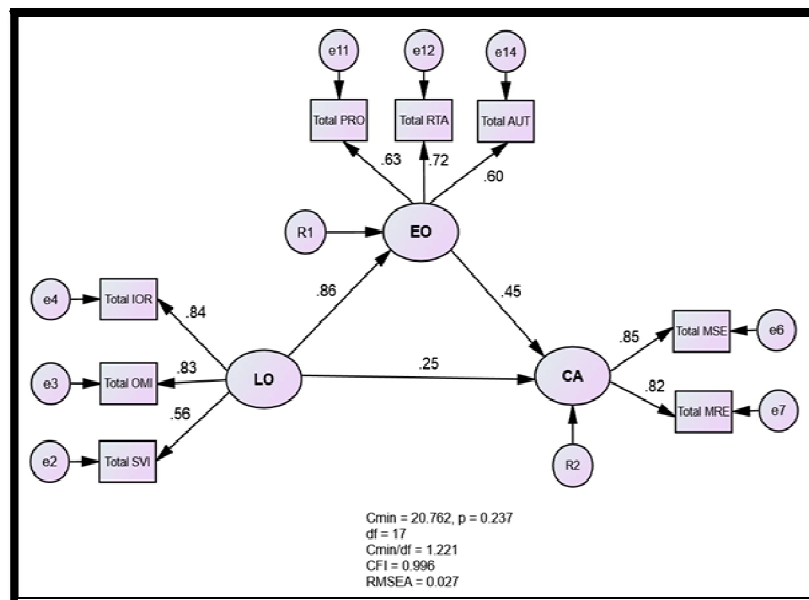 e11
e12
e14
Total PRO
Total RTA
Total AUT
.63
.72
.60
R1
EO
e4
Total IOR
.84
.86
.45
e3
Total OMI
.83
LO
.25
CA
.85
Total MSE
e6
.82
Total MRE
e7
.56
e2
Total SVI
R2
Cmin = 20.762, p = 0.237
df = 17
Cmin/df = 1.221
CFI = 0.996
RMSEA = 0.027